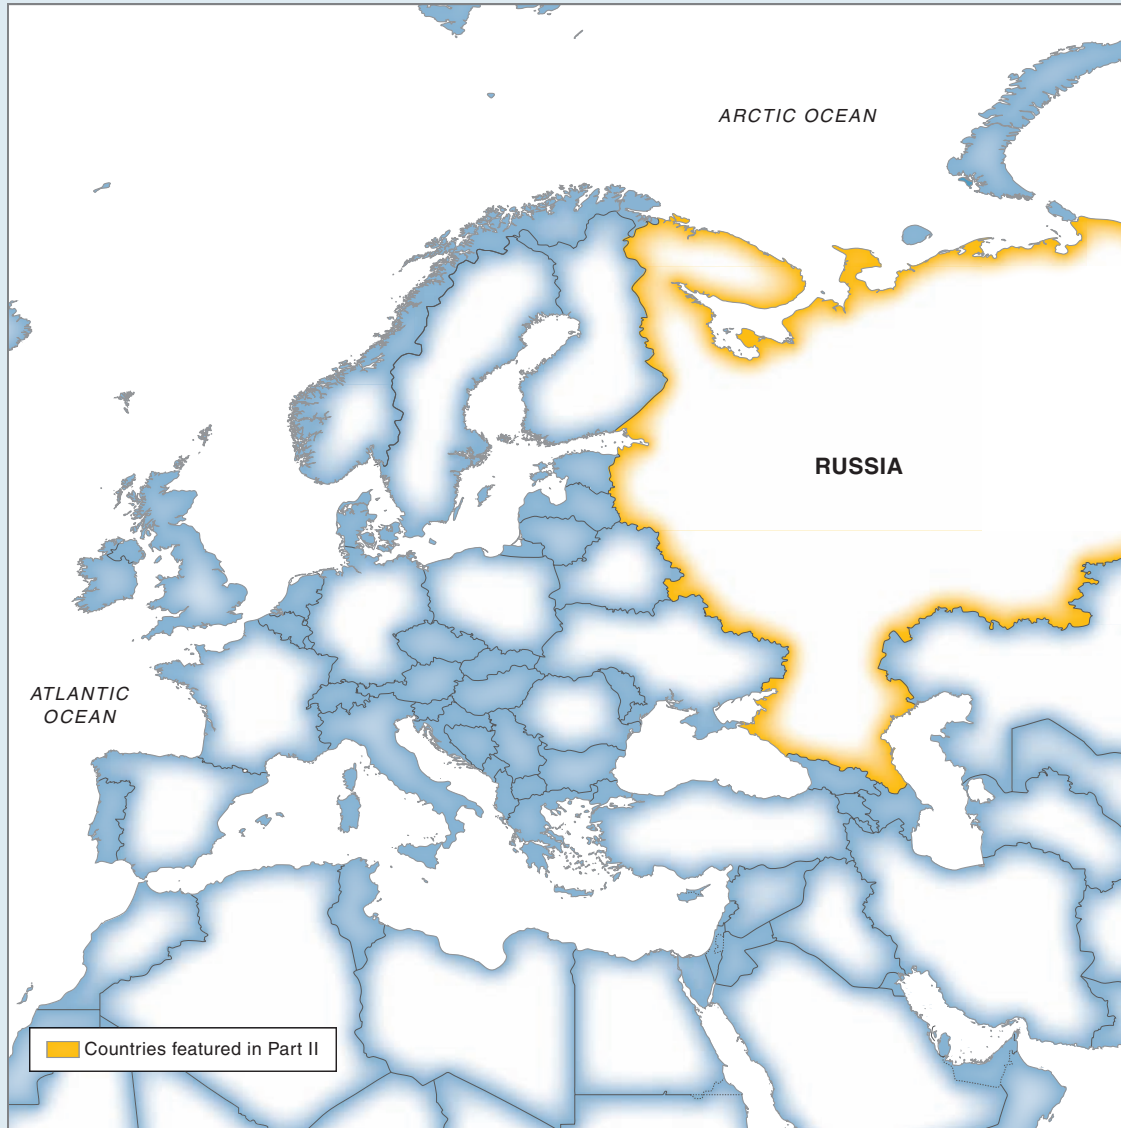 ARCTIC OCEAN
RUSSIA
ATLANTIC
OCEAN
Countries featured in Part II